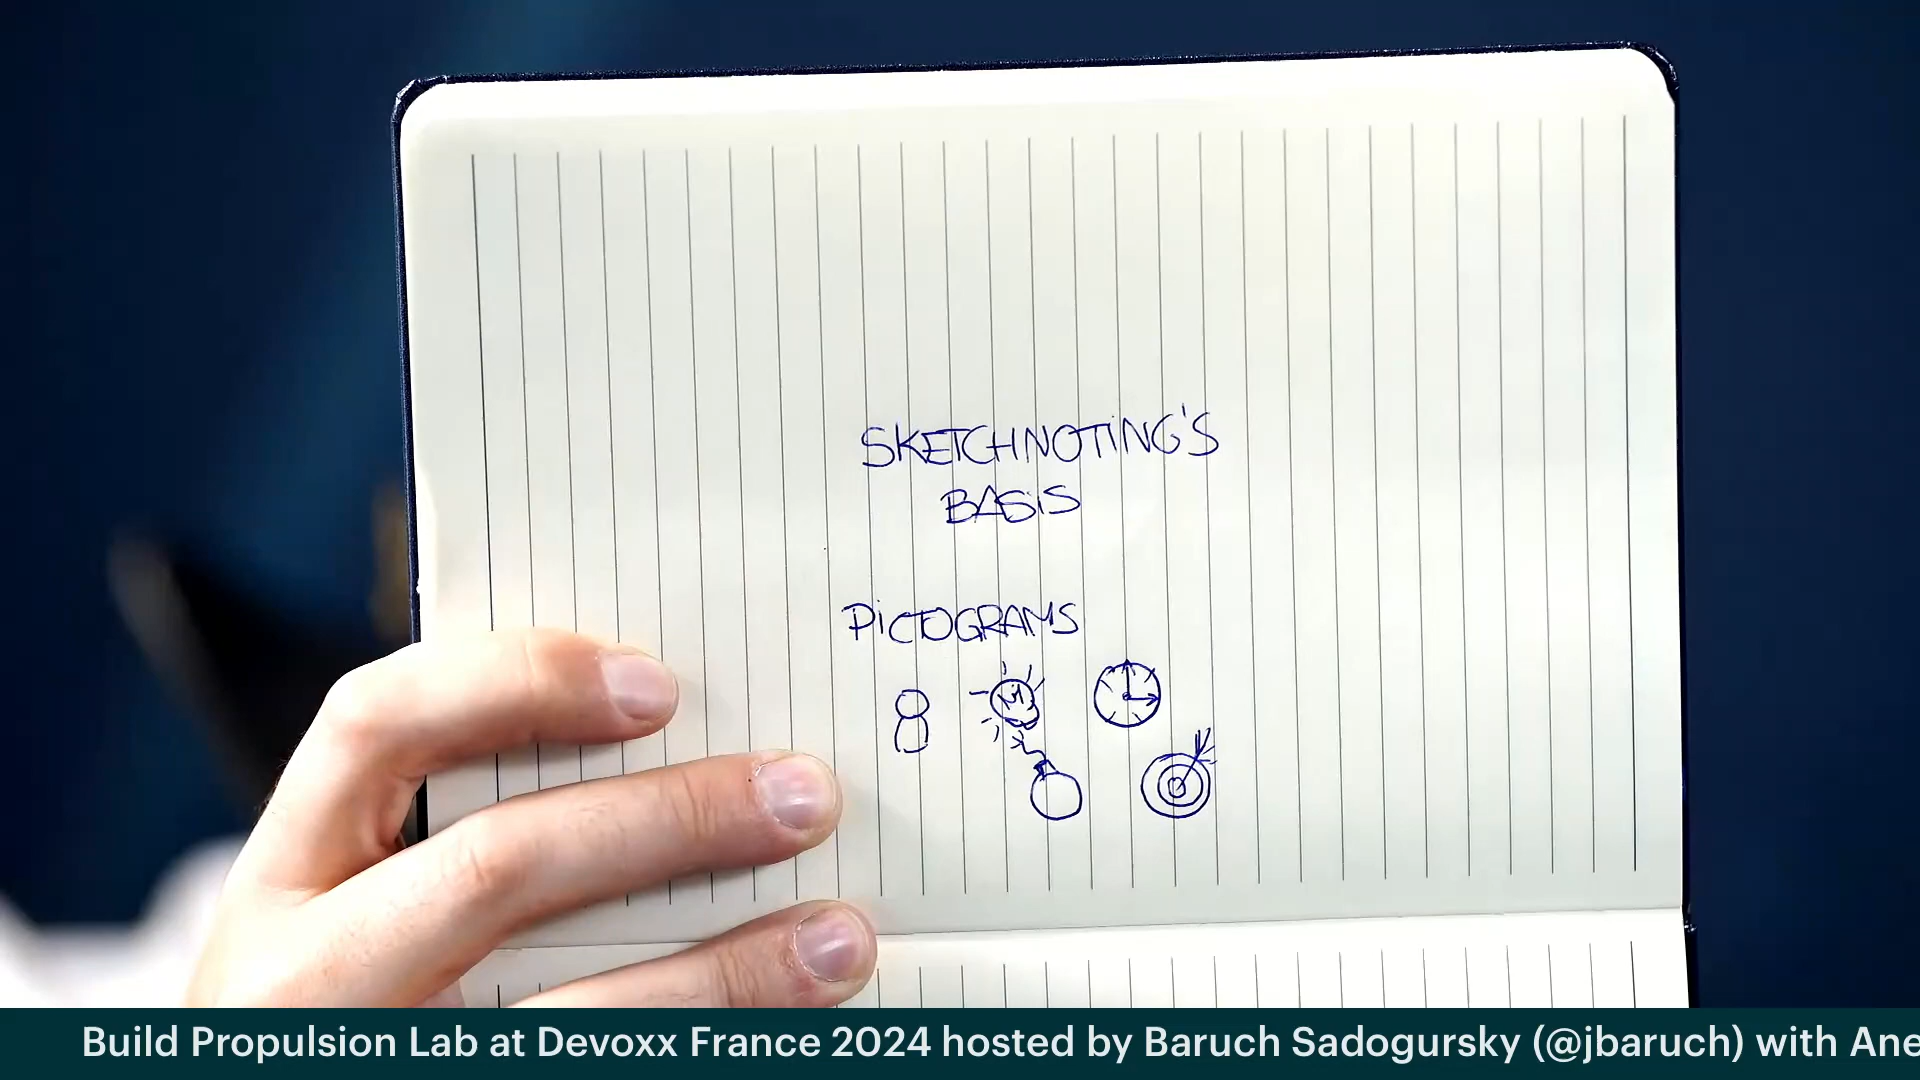 SKETCHNOTING'S
BASIS
PICTOGRAMS
Build Propulsion Lab at Devoxx France 2024 hosted by Baruch Sadogursky (@jbaruch) with Ane